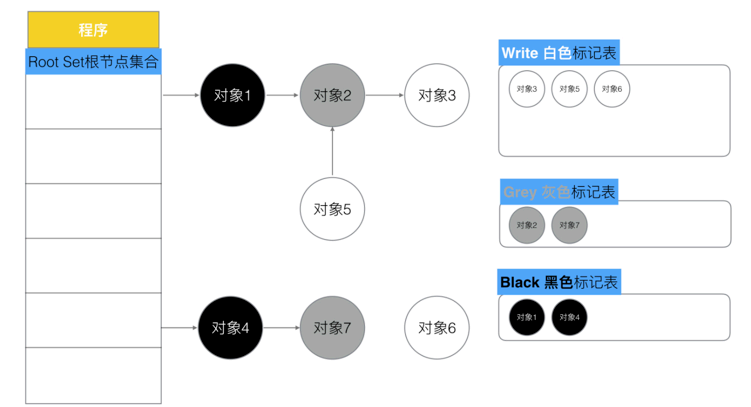 程序
Root Set根节点集合
对象1
对象2
对象3
对象5
对象4
对象7
对象6
Write 白色标记表
对象3
对象5
对象6
Grey 灰色标记表
对象2
对象7
Black 黑色标记表
对象1
对象4